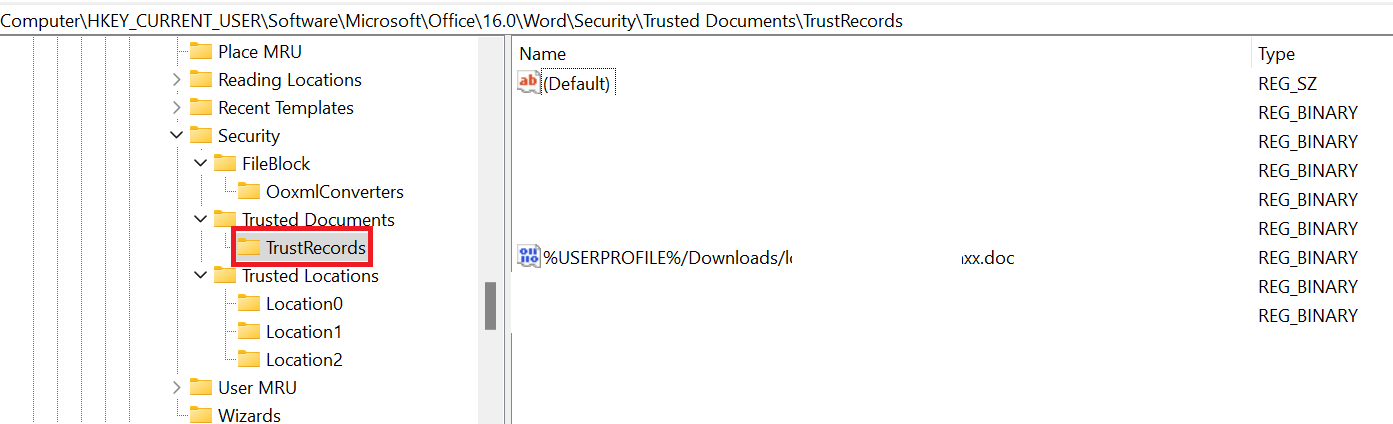 Computer\HKEY_CURRENT_USER\Software\Microsoft\Office\16.0\Word\Security\Trusted Documents\TrustRecords
Place MRU
Reading Locations
Recent Templates
Security
FileBlock
OoxmlConverters
Trusted Documents
TrustRecords
Trusted Locations
Location0
Location1
Location2
User MRU
Wizards
Name Type
(Default) REG_SZ
REG_BINARY
REG_BINARY
REG_BINARY
REG_BINARY
REG_BINARY
%USERPROFILE%/Downloads/ xx.doc REG_BINARY
REG_BINARY
REG_BINARY